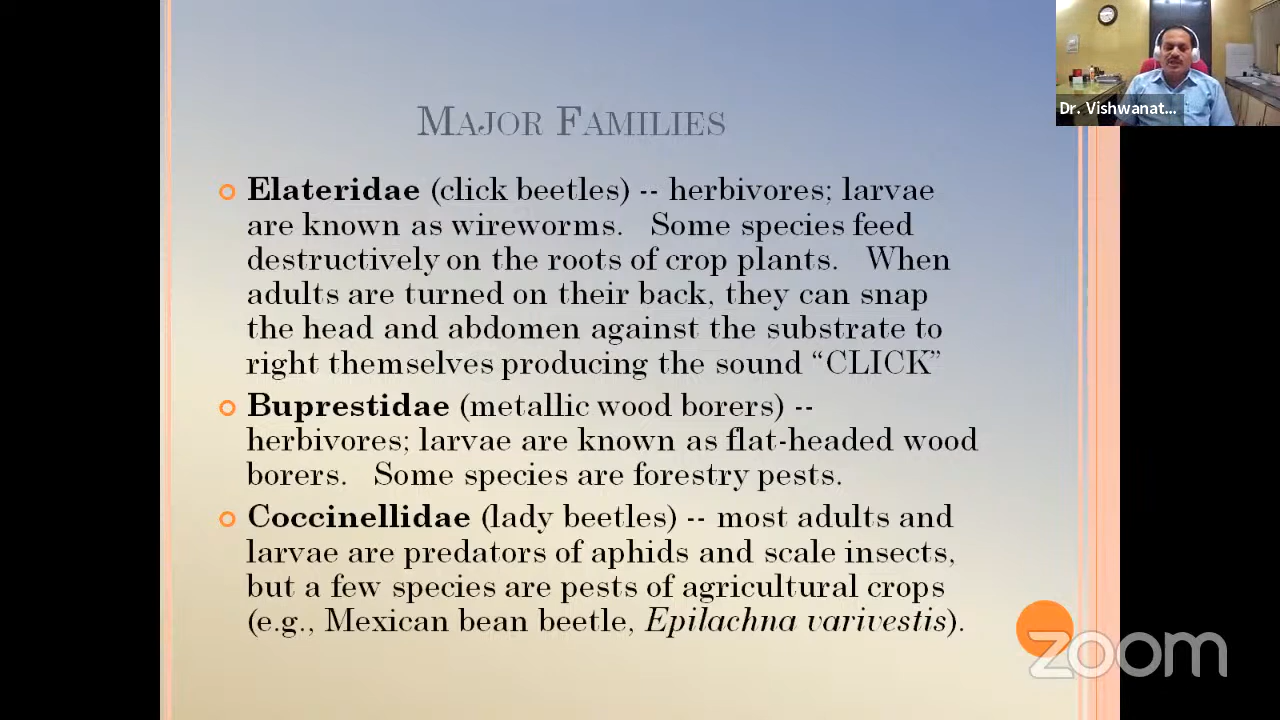 Dr. Vishwanat...
MAJOR FAMILIES
Elateridae (click beetles) -- herbivores; larvae
are known as wireworms. Some species feed
destructively on the roots of crop plants. When
adults are turned on their back, they can snap
the head and abdomen against the substrate to
right themselves producing the sound “CLICK”
Buprestidae (metallic wood borers) --
herbivores; larvae are known as flat-headed wood
borers. Some species are forestry pests.
Coccinellidae (lady beetles) -- most adults and
larvae are predators of aphids and scale insects,
but a few species are pests of agricultural crops
(e.g., Mexican bean beetle, Epilachna varivestis).
zoom